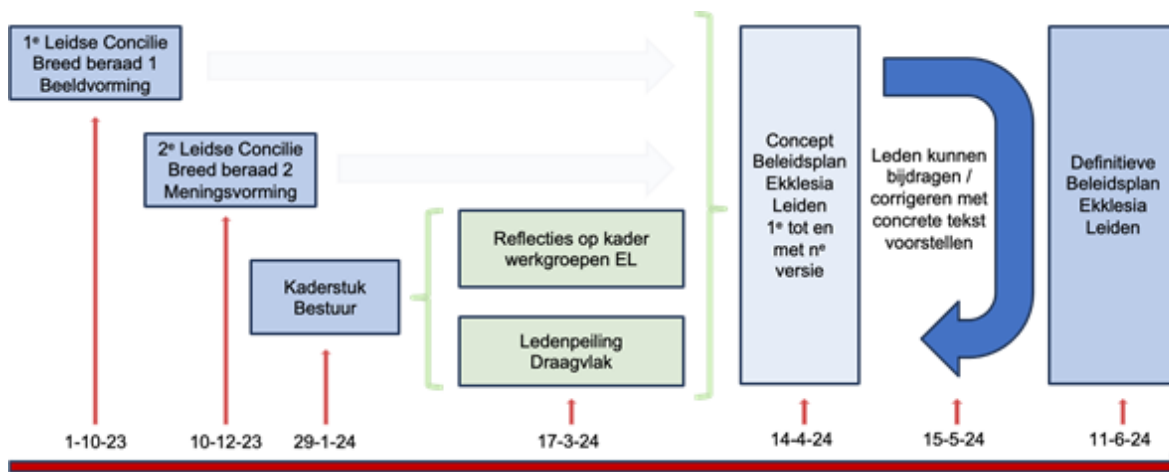 1e Leidse Concilie
Breed beraad 1
Beeldvorming
2e Leidse Concilie
Breed beraad 2
Meningsvorming
Kaderstuk
Bestuur
Reflecties op kader
werkgroepen EL
Ledenpeiling
Draagvlak
Concept
Beleidsplan
Ekklesia
Leiden
1e tot en
met ne
versie
Leden kunnen
bijdragen /
corrigeren met
concrete tekst
voorstellen
Definitieve
Beleidsplan
Ekklesia
Leiden
1-10-23
10-12-23
29-1-24
17-3-24
14-4-24
15-5-24
11-6-24